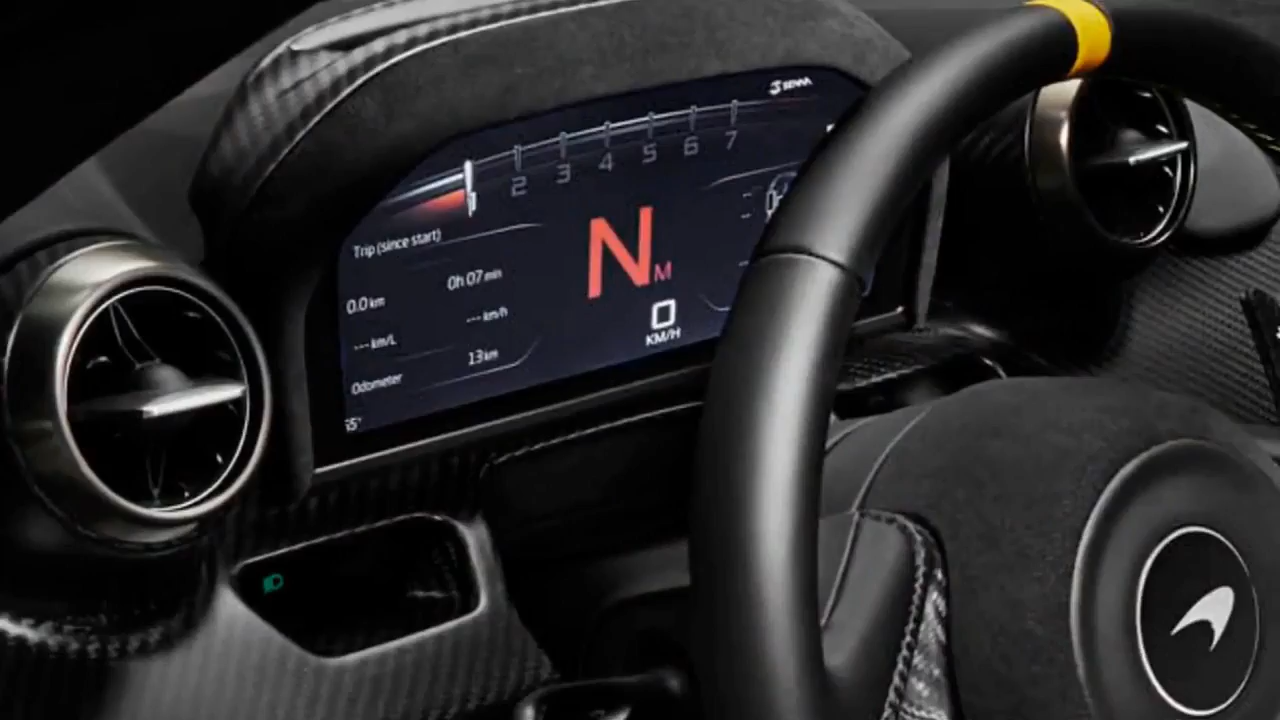 SENNA
1 2 3 4 5 6 7
Trip (since start)
0h 07 min
0.0 km
--- km/h
--- km/L
13 km
Odometer
N M
0
KM/H